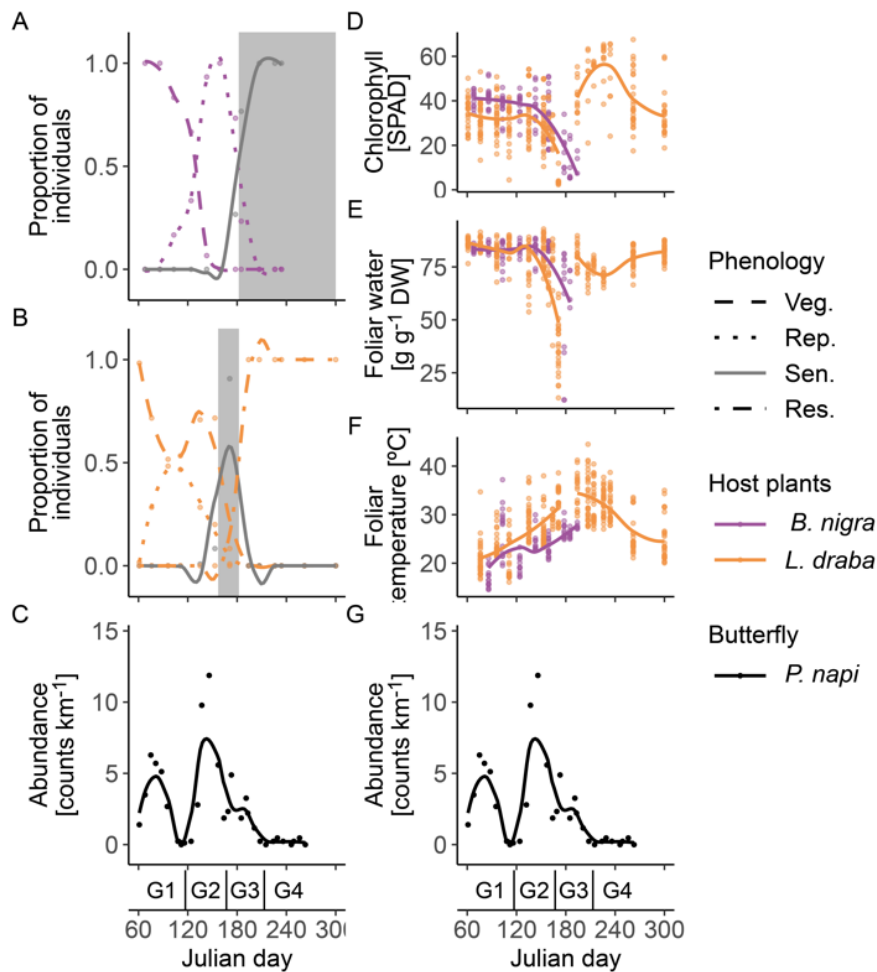 A
Proportion of
individuals
1.0
0.5
0.0
B
Proportion of
individuals
1.0
0.5
0.0
C
Abundance
[counts km⁻¹]
15
10
5
0
G1 G2 G3 G4
60 120 180 240 300
Julian day
D
Chlorophyll
[SPAD]
60
40
20
0
E
Foliar water
[g g⁻¹ DW]
75
50
25
F
Foliar
temperature [ºC]
40
30
20
G
Abundance
[counts km⁻¹]
15
10
5
0
G1 G2 G3 G4
60 120 180 240 300
Julian day
Phenology
Veg.
Rep.
Sen.
Res.
Host plants
B. nigra
L. draba
Butterfly
P. napi